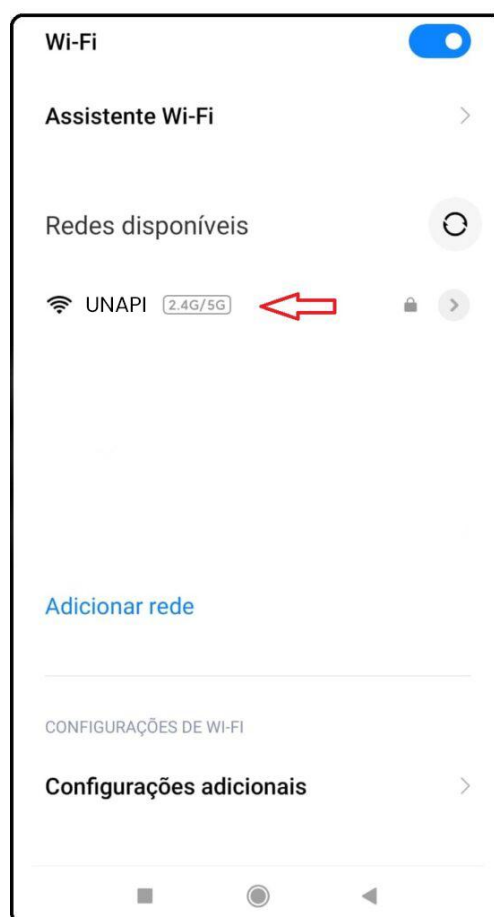 Wi-Fi
Assistente Wi-Fi
Redes disponíveis
UNAPI 2.4G/5G
Adicionar rede
CONFIGURAÇÕES DE WI-FI
Configurações adicionais